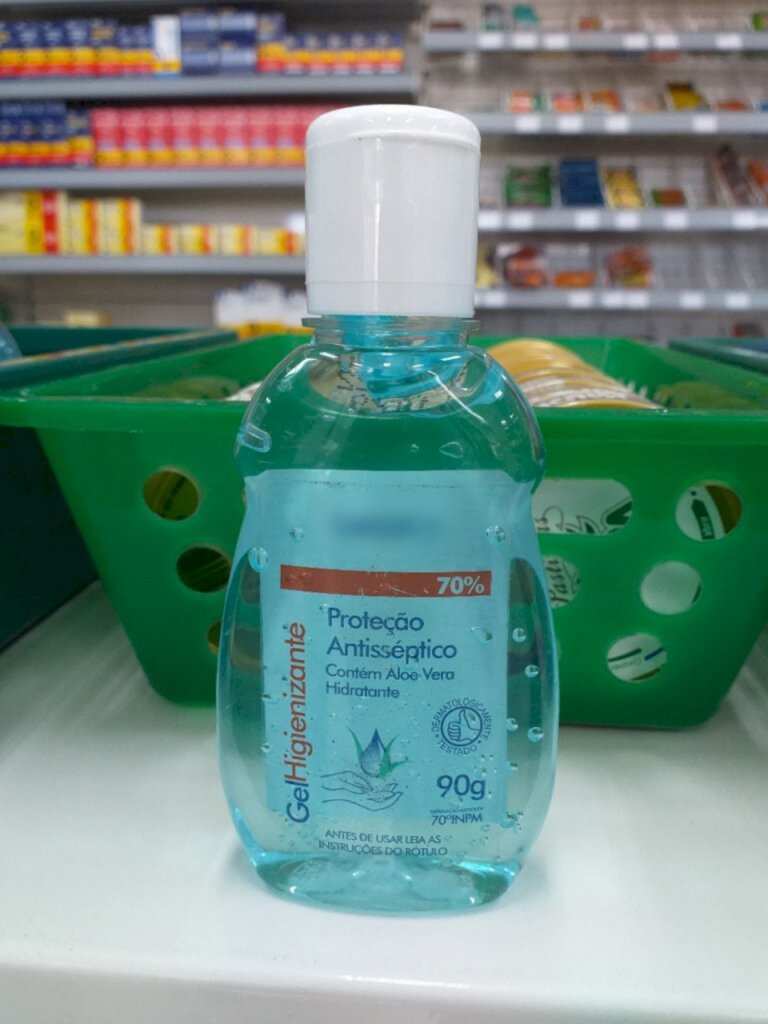 70%
Proteção
Antisséptico
Contém Aloe Vera
Hidratante
GelHigienizante
DERMATOLOGICAMENTE
TESTADO
90g
70°INPM
ANTES DE USAR LEIA AS
INSTRUÇÕES DO RÓTULO